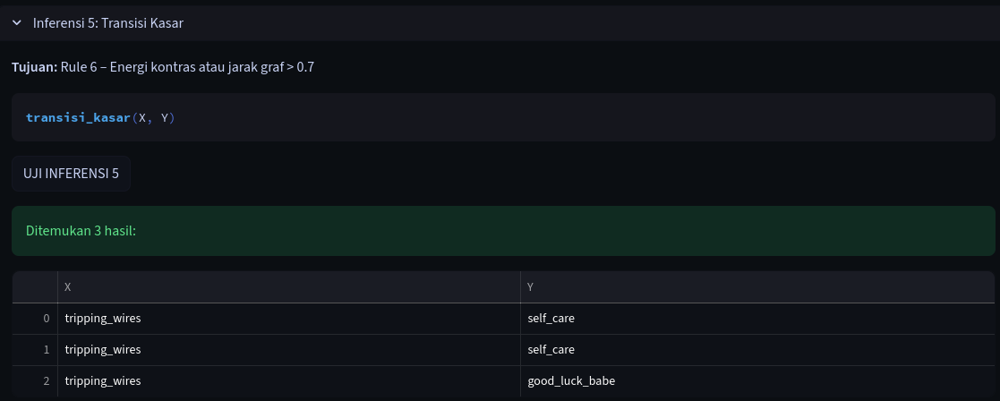 Inferensi 5: Transisi Kasar
Tujuan: Rule 6 – Energi kontras atau jarak graf > 0.7
transisi_kasar(X, Y)
UJI INFERENSI 5
Ditemukan 3 hasil:
X Y
0 tripping_wires self_care
1 tripping_wires self_care
2 tripping_wires good_luck_babe